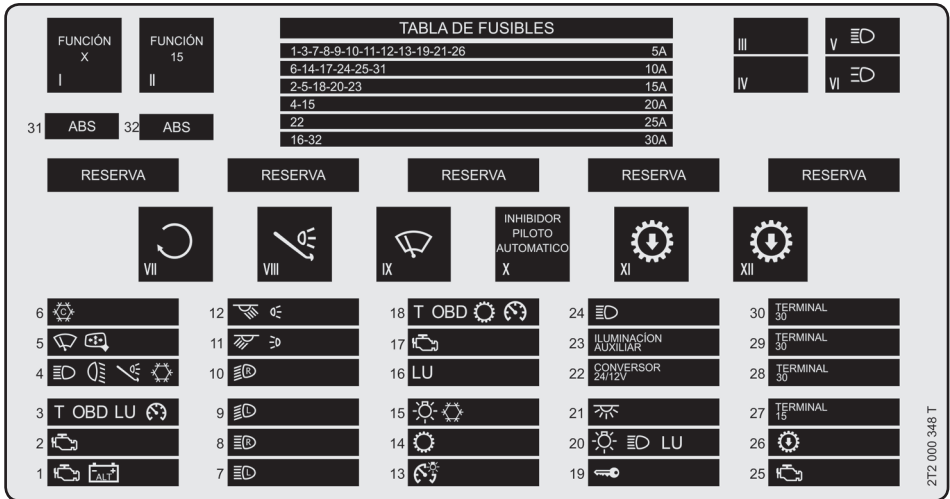 FUNCIÓN
X
I
FUNCIÓN
15
II
TABLA DE FUSIBLES
1-3-7-8-9-10-11-12-13-19-21-26 5A
6-14-17-24-25-31 10A
2-5-18-20-23 15A
4-15 20A
22 25A
16-32 30A
III
V
IV
VI
31 ABS
32 ABS
RESERVA
RESERVA
RESERVA
RESERVA
RESERVA
VII
VIII
IX
INHIBIDOR
PILOTO
AUTOMATICO
X
XI
XII
6 C
12
18 T OBD
24
30 TERMINAL
30
5
11
17
23 ILUMINACÍON
AUXILIAR
29 TERMINAL
30
4
10 R
16 LU
22 CONVERSOR
24/12V
28 TERMINAL
30
3 T OBD LU
9 L
15
21
27 TERMINAL
15
2
8 R
14
20 LU
26
1 - + ALT
7 L
13
19
25
2T2 000 348 T